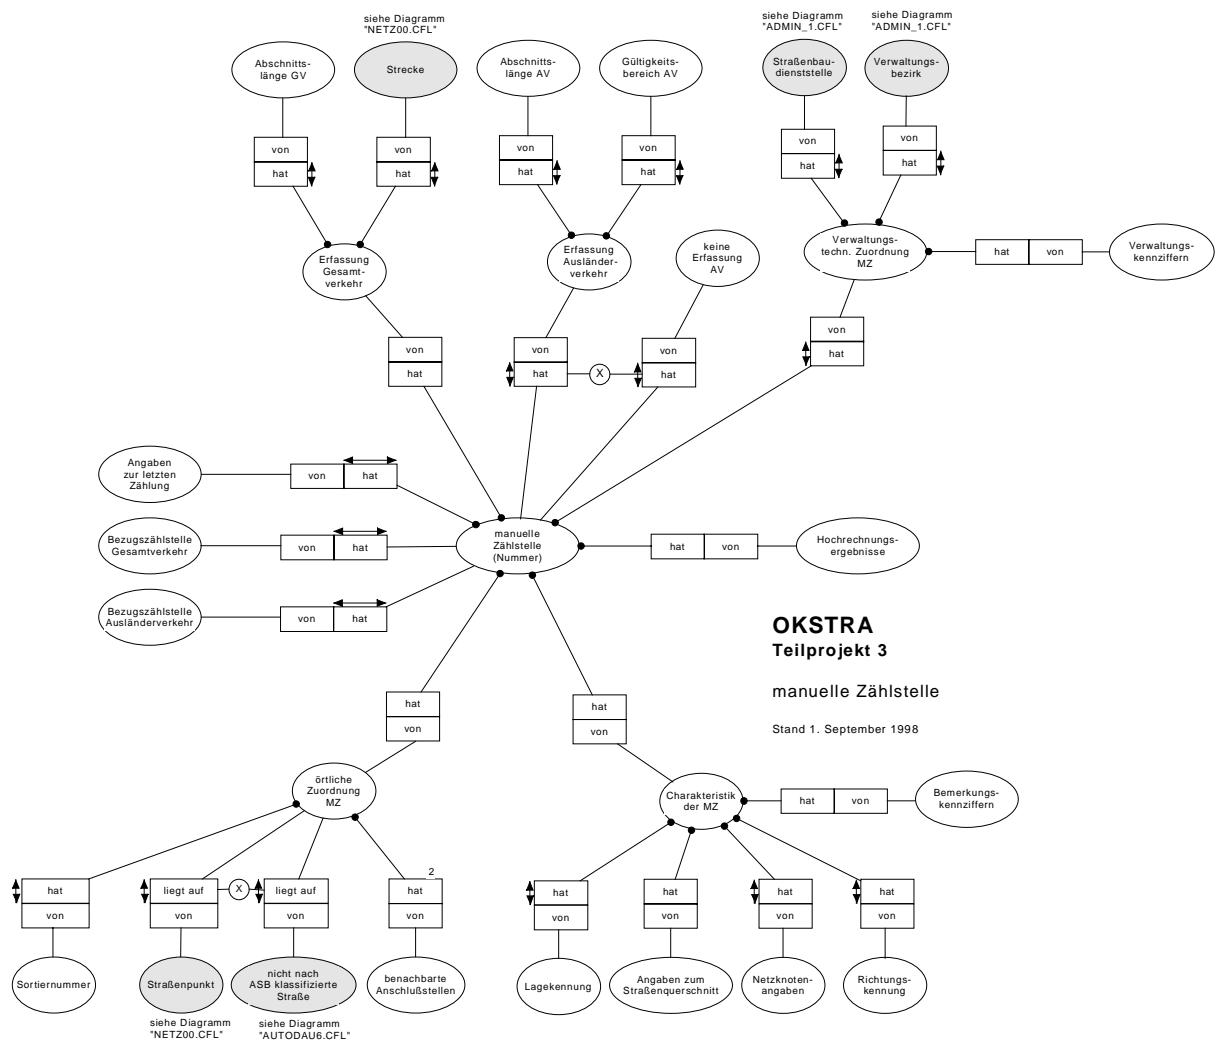 siehe Diagramm
"NETZ00.CFL"
siehe Diagramm
"ADMIN_1.CFL"
siehe Diagramm
"ADMIN_1.CFL"
Abschnitts-
länge GV
Strecke
Abschnitts-
länge AV
Gültigkeits-
bereich AV
Straßenbau-
dienststelle
Verwaltungs-
bezirk
von
hat
von
hat
von
hat
von
hat
von
hat
von
hat
Erfassung
Gesamt-
verkehr
Erfassung
Ausländer-
verkehr
keine
Erfassung
AV
Verwaltungs-
techn. Zuordnung
MZ
hat
von
Verwaltungs-
kennziffern
von
hat
von
hat
X
von
hat
von
hat
Angaben
zur letzten
Zählung
von
hat
Bezugszählstelle
Gesamtverkehr
von
hat
manuelle
Zählstelle
(Nummer)
hat
von
Hochrechnungs-
ergebnisse
Bezugszählstelle
Ausländerverkehr
von
hat
OKSTRA
Teilprojekt 3
manuelle Zählstelle
Stand 1. September 1998
hat
von
hat
von
örtliche
Zuordnung
MZ
Charakteristik
der MZ
hat
von
Bemerkungs-
kennziffern
hat
von
liegt auf
von
X
liegt auf
von
2
hat
von
hat
von
hat
von
hat
von
hat
von
Sortiernummer
Straßenpunkt
nicht nach
ASB klassifizierte
Straße
benachbarte
Anschlußstellen
Lagekennung
Angaben zum
Straßenquerschnitt
Netzknoten-
angaben
Richtungs-
kennung
siehe Diagramm
"NETZ00.CFL"
siehe Diagramm
"AUTODAU6.CFL"